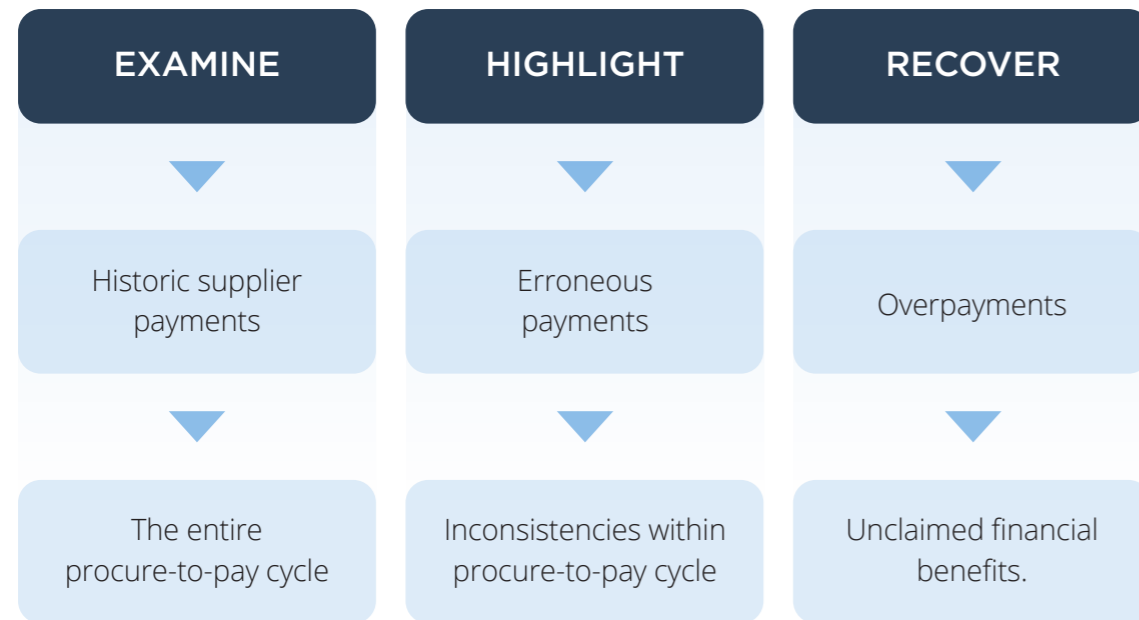 EXAMINE
Historic supplier
payments
The entire
procure-to-pay cycle
HIGHLIGHT
Erroneous
payments
Inconsistencies within
procure-to-pay cycle
RECOVER
Overpayments
Unclaimed financial
benefits.